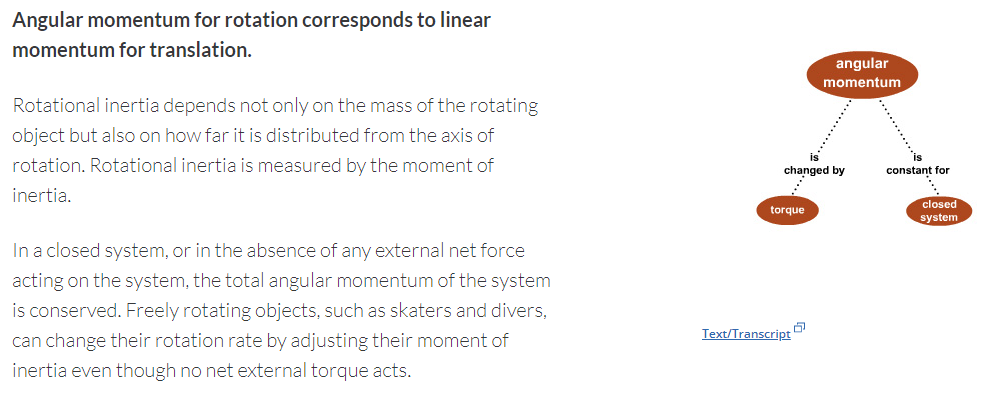 Angular momentum for rotation corresponds to linear
momentum for translation.
Rotational inertia depends not only on the mass of the rotating
object but also on how far it is distributed from the axis of
rotation. Rotational inertia is measured by the moment of
inertia.
In a closed system, or in the absence of any external net force
acting on the system, the total angular momentum of the system
is conserved. Freely rotating objects, such as skaters and divers,
can change their rotation rate by adjusting their moment of
inertia even though no net external torque acts.
angular
momentum
is
changed by
is
constant for
torque
closed
system
Text/Transcript